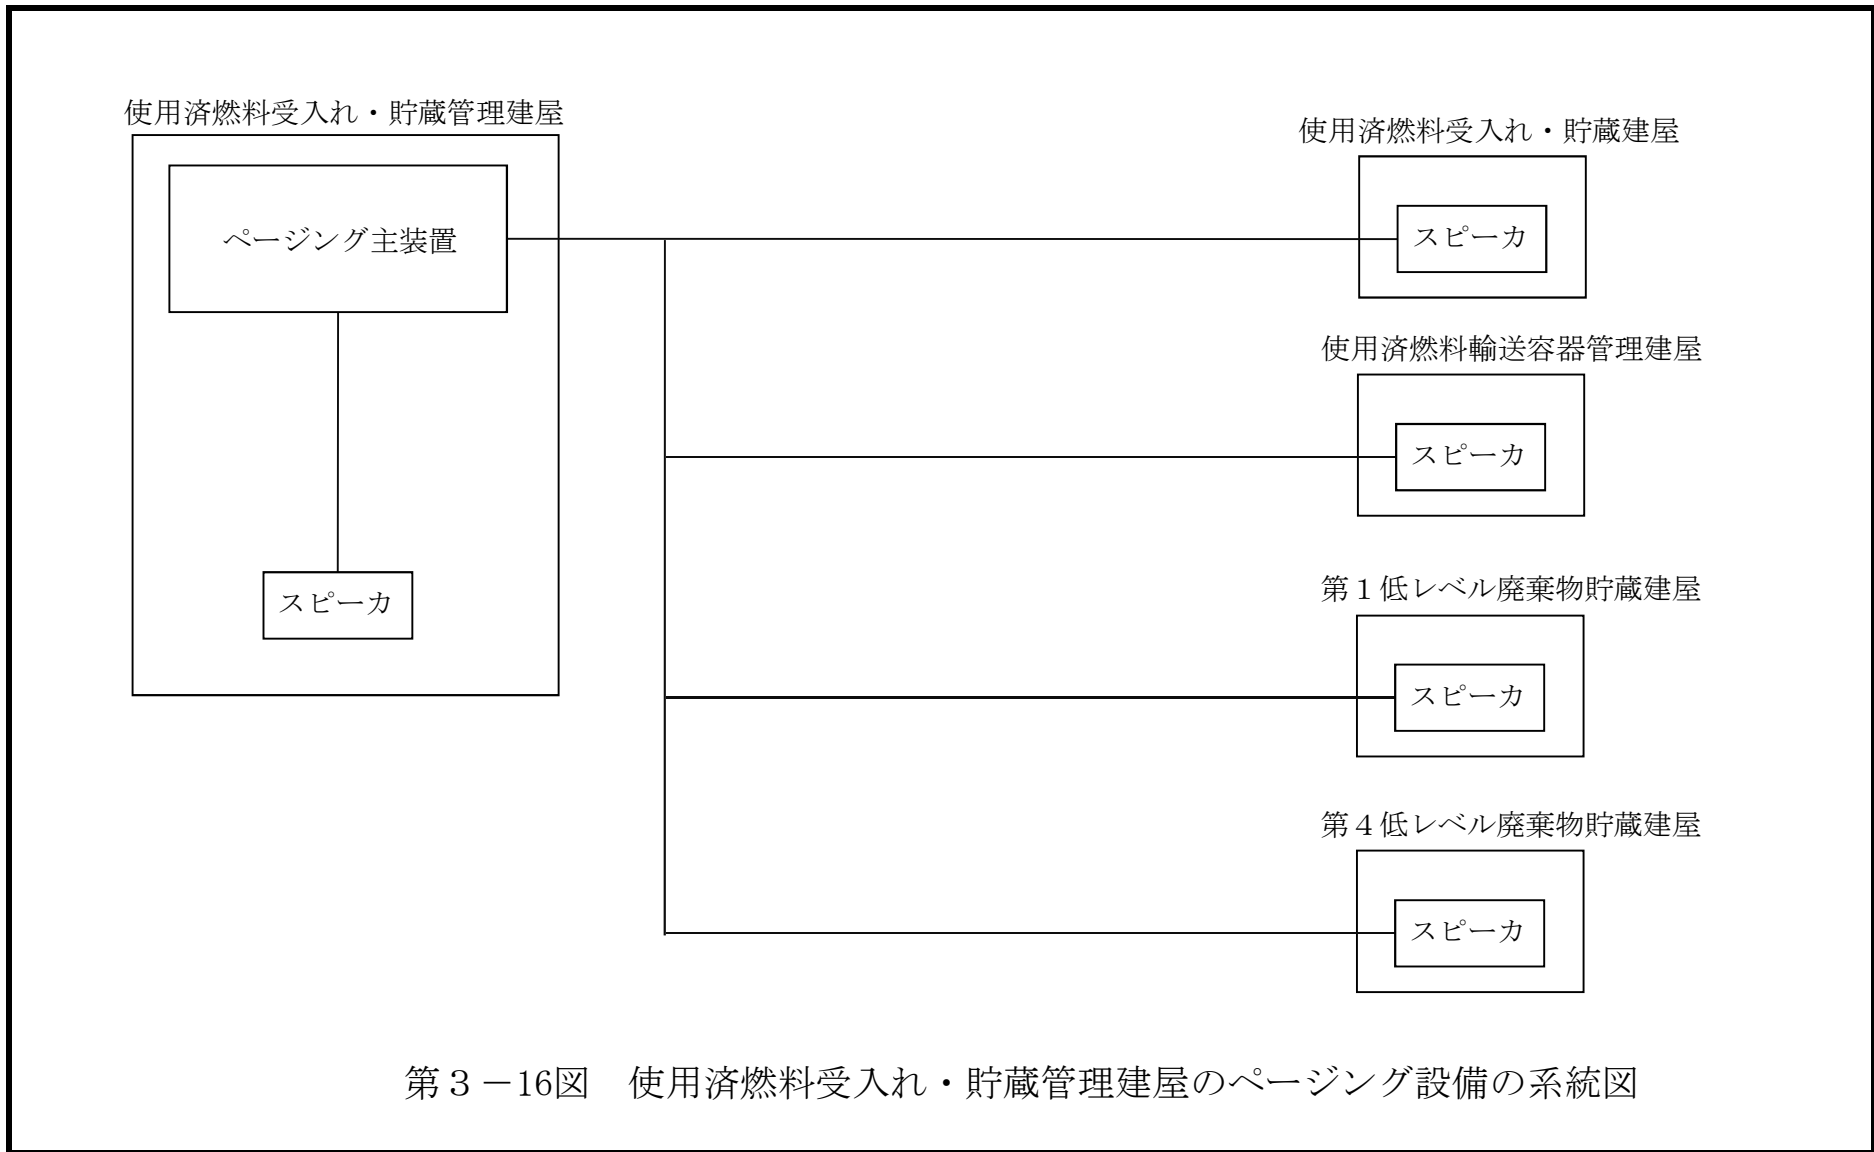 使用済燃料受入れ・貯蔵管理建屋
ページング主装置
スピーカ
使用済燃料受入れ・貯蔵建屋
スピーカ
使用済燃料輸送容器管理建屋
スピーカ
第１低レベル廃棄物貯蔵建屋
スピーカ
第４低レベル廃棄物貯蔵建屋
スピーカ
第３－16図　使用済燃料受入れ・貯蔵管理建屋のページング設備の系統図